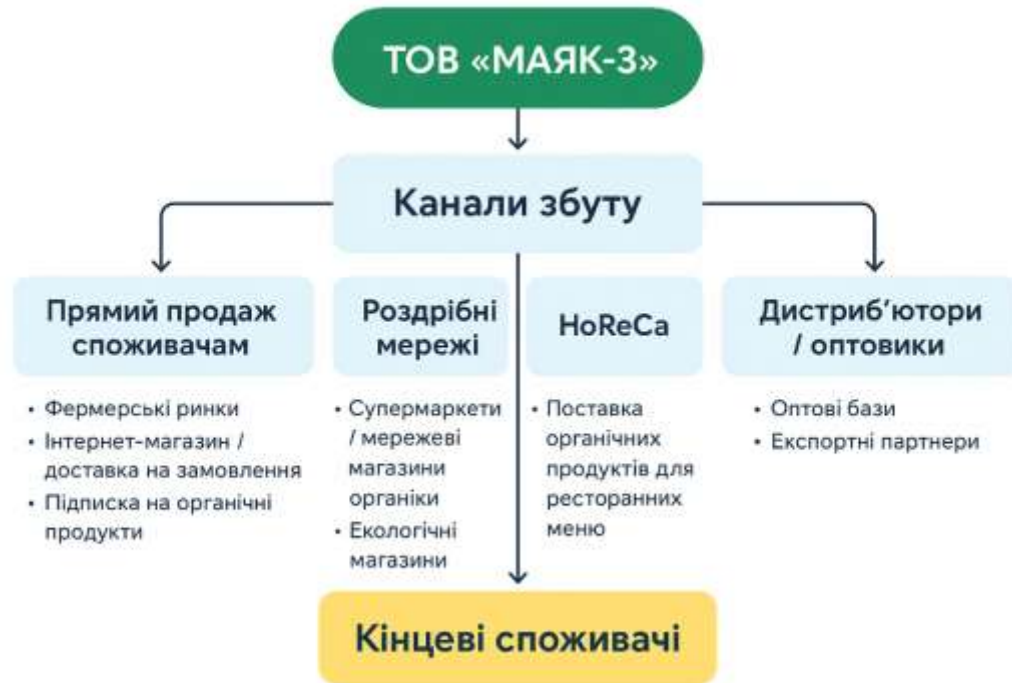 ТОВ «МАЯК-3»
Канали збуту
Прямий продаж
споживачам
• Фермерські ринки
• Інтернет-магазин /
доставка на замовлення
• Підписка на органічні
продукти
Роздрібні
мережі
• Супермаркети
/ мережеві
магазини
органіки
• Екологічні
магазини
HoReCa
• Поставка
органічних
продуктів для
ресторанних
меню
Дистриб’ютори
/ оптовики
• Оптові бази
• Експортні партнери
Кінцеві споживачі